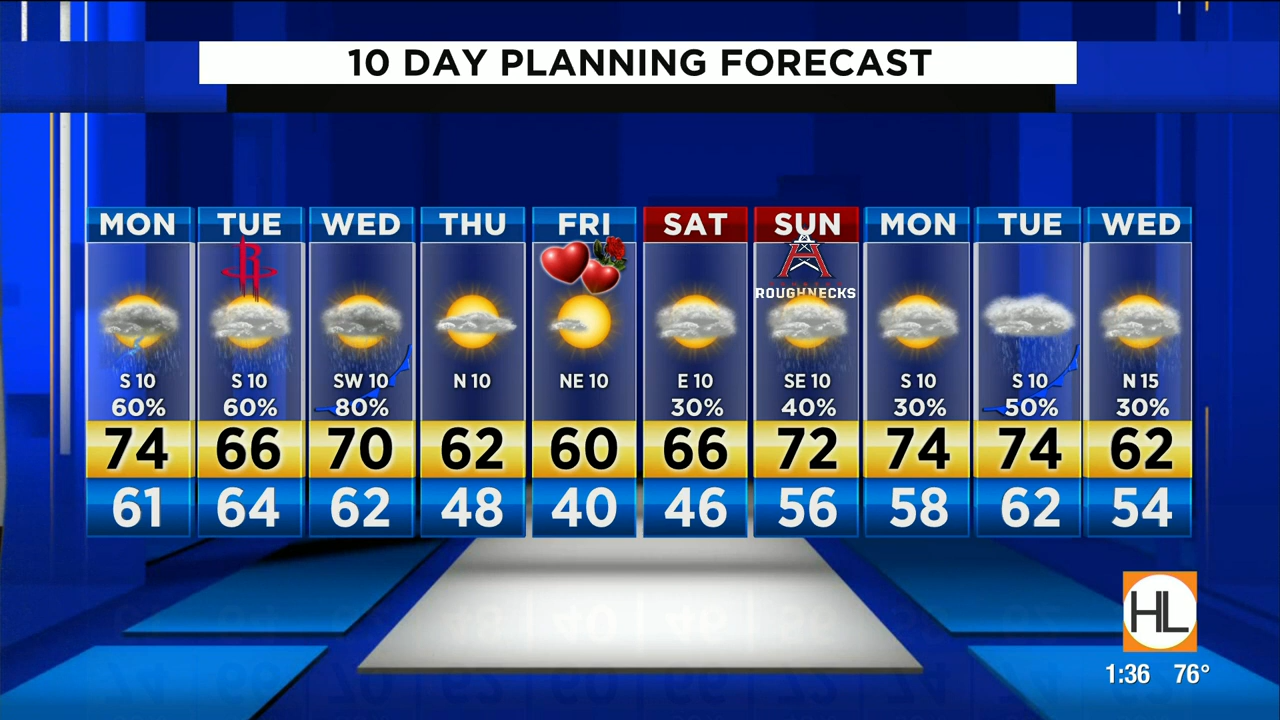 10 DAY PLANNING FORECAST
MON TUE WED THU FRI SAT SUN MON TUE WED
R
ROUGHNECKS
S 10 S 10 SW 10 N 10 NE 10 E 10 SE 10 S 10 S 10 N 15
60% 60% 80% 30% 40% 30% 50% 30%
74 66 70 62 60 66 72 74 74 62
61 64 62 48 40 46 56 58 62 54
HL
1:36 76°